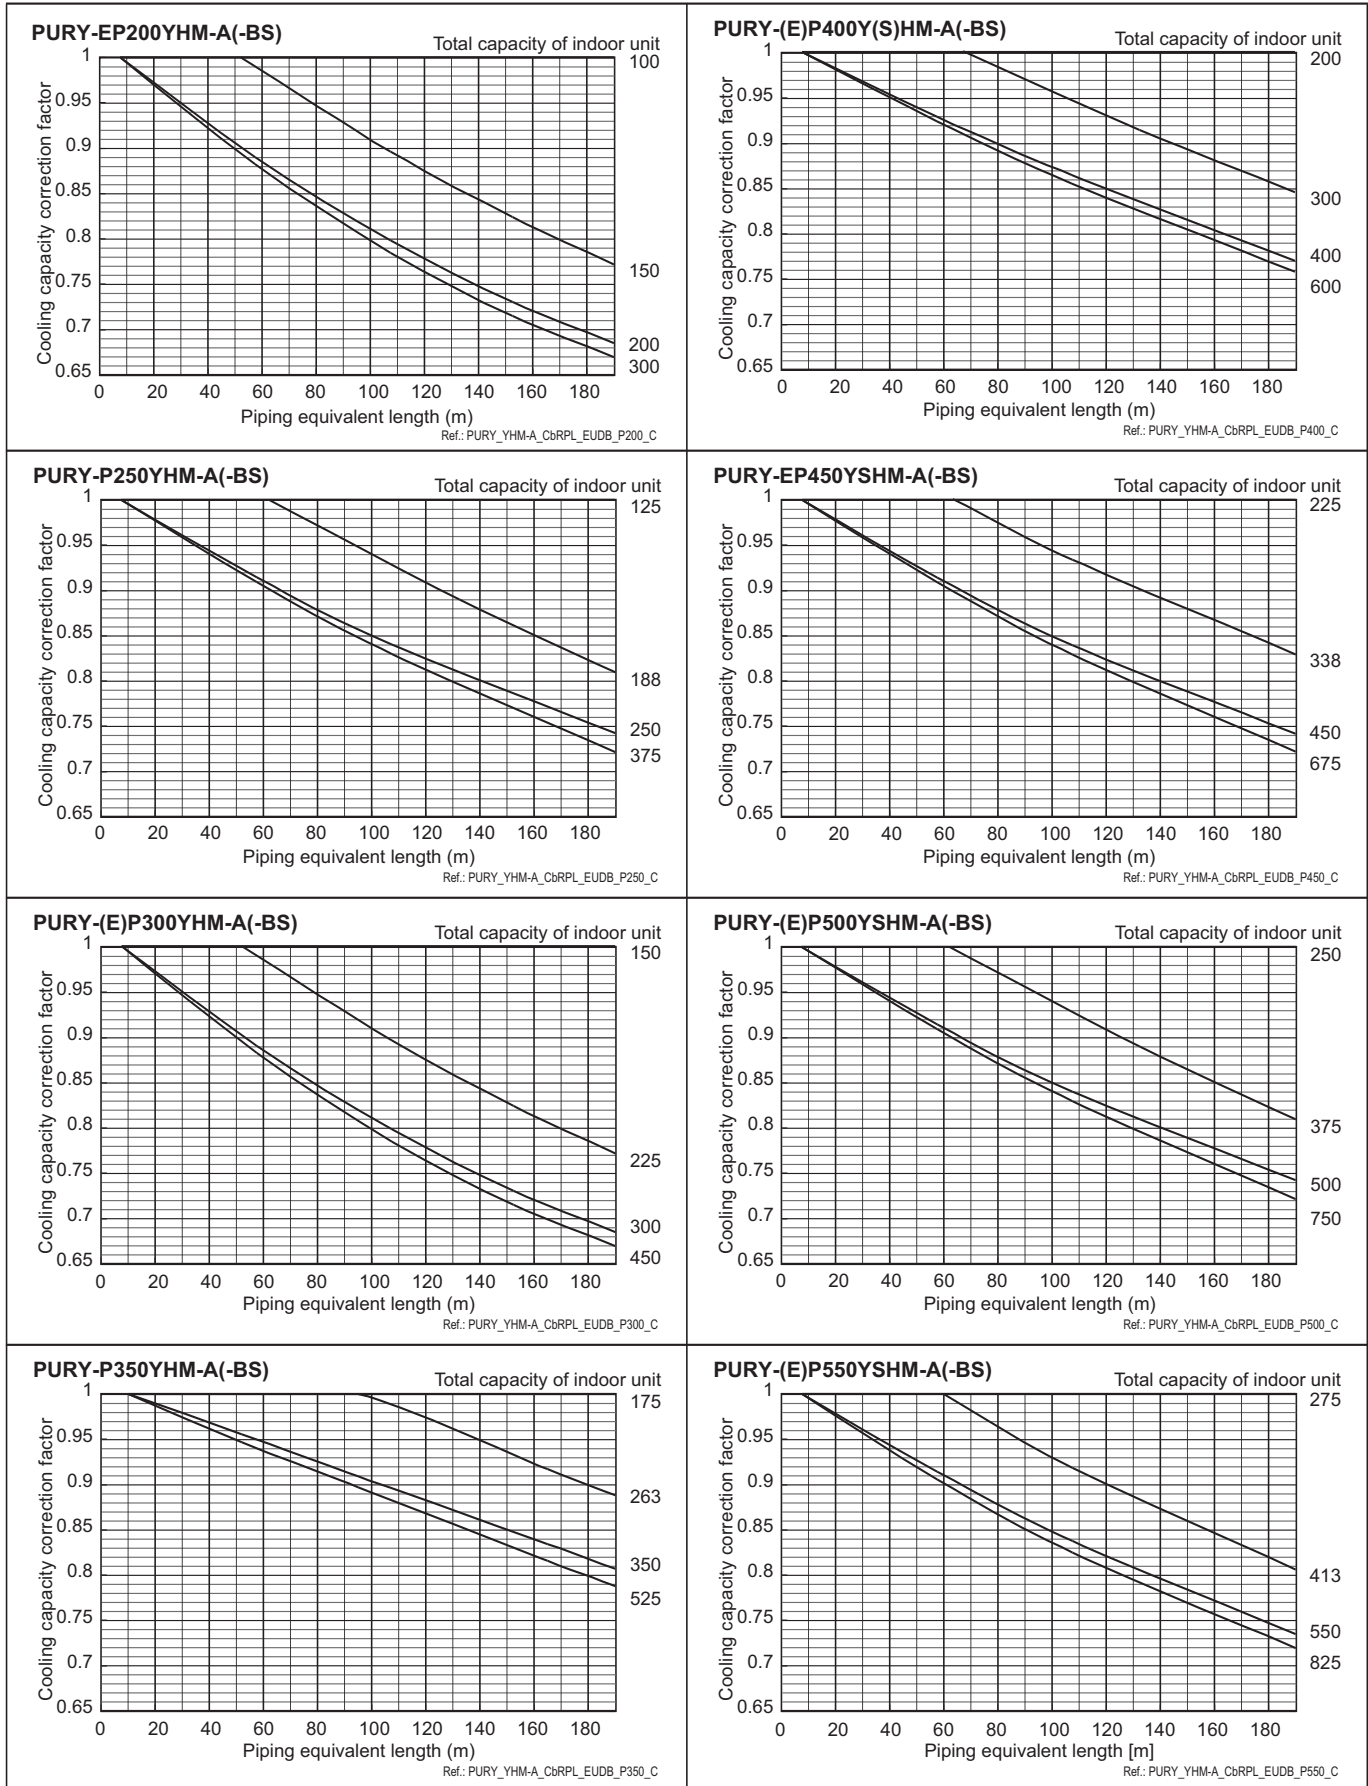 PURY-EP200YHM-A(-BS)
Total capacity of indoor unit
Cooling capacity correction factor
1
0.95
0.9
0.85
0.8
0.75
0.7
0.65
100
150
200
300
0 20 40 60 80 100 120 140 160 180
Piping equivalent length (m)
Ref.: PURY_YHM-A_CbRPL_EUDB_P200_C
PURY-(E)P400Y(S)HM-A(-BS)
Total capacity of indoor unit
Cooling capacity correction factor
1
0.95
0.9
0.85
0.8
0.75
0.7
0.65
200
300
400
600
0 20 40 60 80 100 120 140 160 180
Piping equivalent length (m)
Ref.: PURY_YHM-A_CbRPL_EUDB_P400_C
PURY-P250YHM-A(-BS)
Total capacity of indoor unit
Cooling capacity correction factor
1
0.95
0.9
0.85
0.8
0.75
0.7
0.65
125
188
250
375
0 20 40 60 80 100 120 140 160 180
Piping equivalent length (m)
Ref.: PURY_YHM-A_CbRPL_EUDB_P250_C
PURY-EP450YSHM-A(-BS)
Total capacity of indoor unit
Cooling capacity correction factor
1
0.95
0.9
0.85
0.8
0.75
0.7
0.65
225
338
450
675
0 20 40 60 80 100 120 140 160 180
Piping equivalent length (m)
Ref.: PURY_YHM-A_CbRPL_EUDB_P450_C
PURY-(E)P300YHM-A(-BS)
Total capacity of indoor unit
Cooling capacity correction factor
1
0.95
0.9
0.85
0.8
0.75
0.7
0.65
150
225
300
450
0 20 40 60 80 100 120 140 160 180
Piping equivalent length (m)
Ref.: PURY_YHM-A_CbRPL_EUDB_P300_C
PURY-(E)P500YSHM-A(-BS)
Total capacity of indoor unit
Cooling capacity correction factor
1
0.95
0.9
0.85
0.8
0.75
0.7
0.65
250
375
500
750
0 20 40 60 80 100 120 140 160 180
Piping equivalent length (m)
Ref.: PURY_YHM-A_CbRPL_EUDB_P500_C
PURY-P350YHM-A(-BS)
Total capacity of indoor unit
Cooling capacity correction factor
1
0.95
0.9
0.85
0.8
0.75
0.7
0.65
175
263
350
525
0 20 40 60 80 100 120 140 160 180
Piping equivalent length (m)
Ref.: PURY_YHM-A_CbRPL_EUDB_P350_C
PURY-(E)P550YSHM-A(-BS)
Total capacity of indoor unit
Cooling capacity correction factor
1
0.95
0.9
0.85
0.8
0.75
0.7
0.65
275
413
550
825
0 20 40 60 80 100 120 140 160 180
Piping equivalent length [m]
Ref.: PURY_YHM-A_CbRPL_EUDB_P550_C